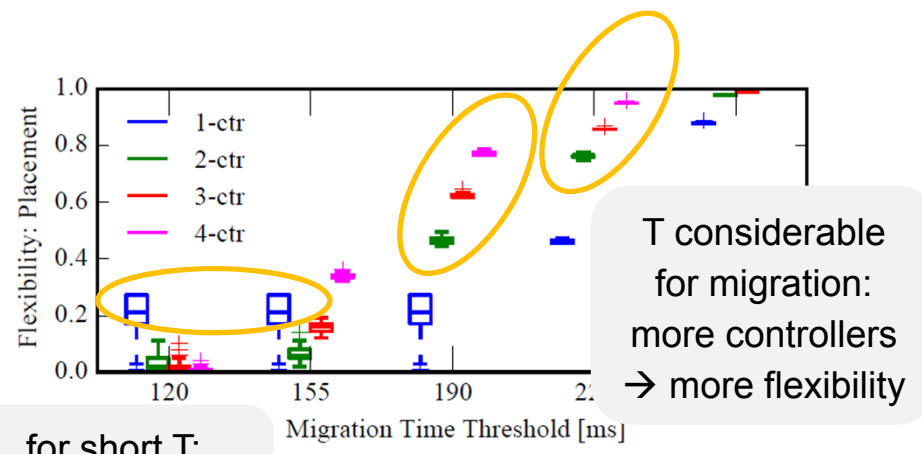 1.0
0.8
0.6
0.4
0.2
0.0
Flexibility: Placement
1-ctr
2-ctr
3-ctr
4-ctr
120 155 190
Migration Time Threshold [ms]
T considerable
for migration:
more controllers
→ more flexibility
for short T: